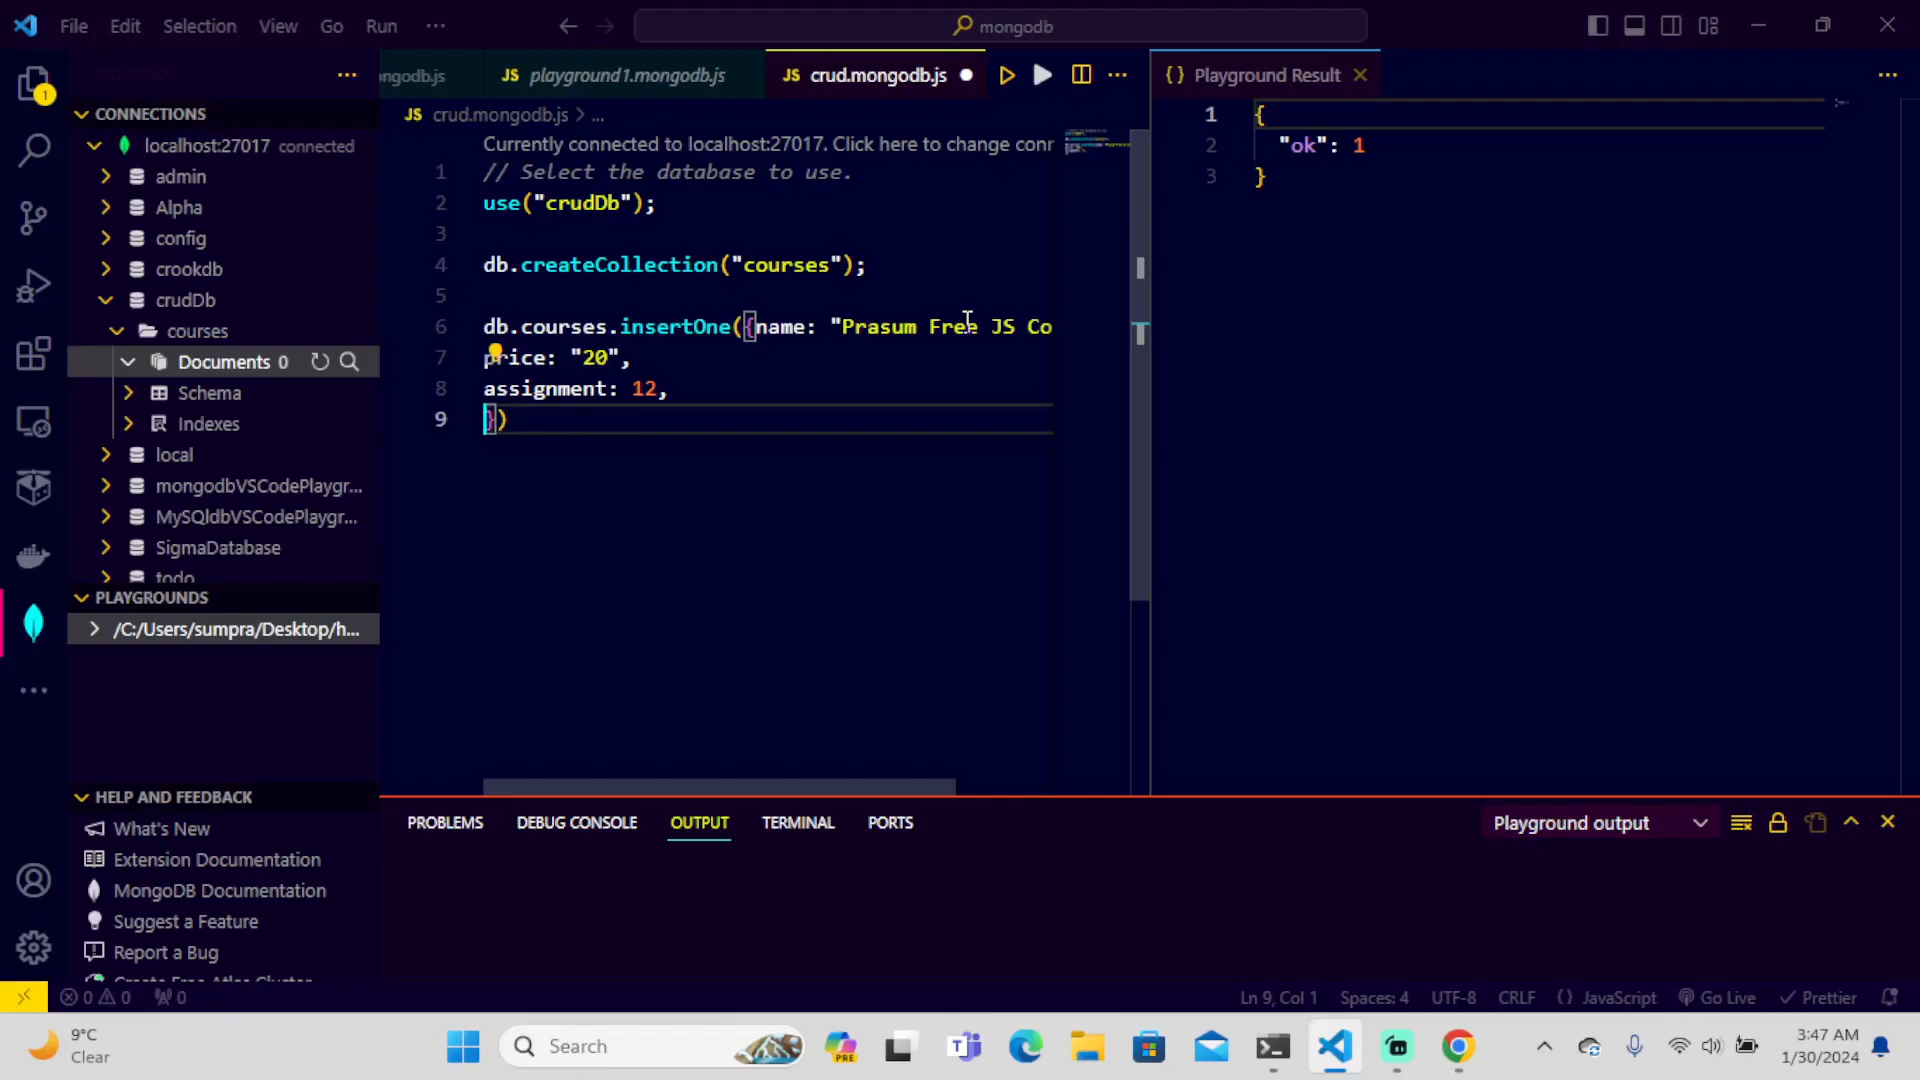 File Edit Selection View Go Run ··· mongodb
CONNECTIONS
localhost:27017 connected
admin
Alpha
config
crookdb
crudDb
courses
Documents 0
Schema
Indexes
local
mongodbVSCodePlaygr...
MySQldbVSCodePlaygr...
SigmaDatabase
todo
PLAYGROUNDS
/C:/Users/sumpra/Desktop/h...
HELP AND FEEDBACK
What's New
Extension Documentation
MongoDB Documentation
Suggest a Feature
Report a Bug
Create Free Atlas Cluster
ngodb.js JS playground1.mongodb.js JS crud.mongodb.js
JS crud.mongodb.js > ...
Currently connected to localhost:27017. Click here to change conr
1 // Select the database to use.
2 use("crudDb");
3
4 db.createCollection("courses");
5
6 db.courses.insertOne({name: "Prasum Free JS Co
7 price: "20",
8 assignment: 12,
9 })
{} Playground Result
1 {
2 "ok": 1
3 }
PROBLEMS DEBUG CONSOLE OUTPUT TERMINAL PORTS Playground output
0 0 0 Ln 9, Col 1 Spaces: 4 UTF-8 CRLF {} JavaScript Go Live Prettier
9°C
Clear
Search
PRE
3:47 AM
1/30/2024
1